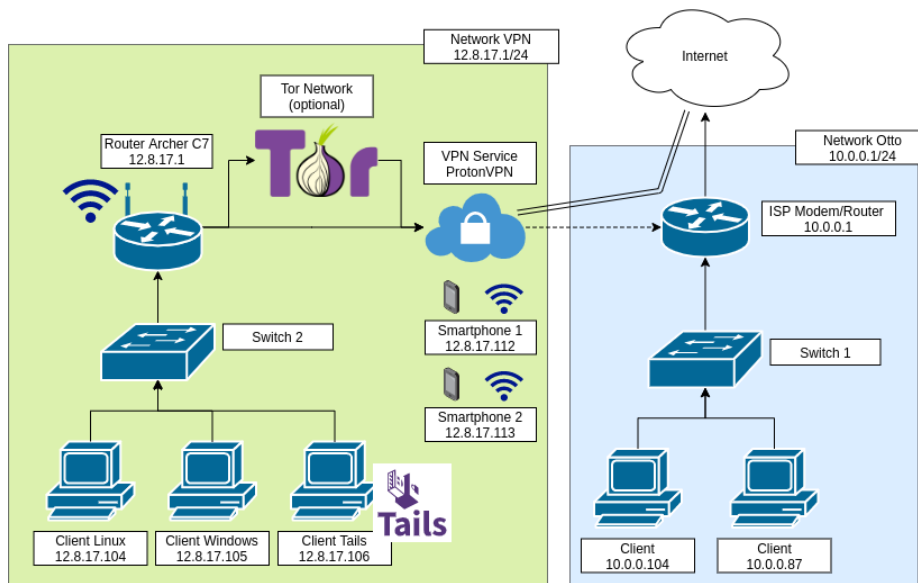 Network VPN
12.8.17.1/24
Internet
Tor Network
(optional)
Router Archer C7
12.8.17.1
Tor
VPN Service
ProtonVPN
Network Otto
10.0.0.1/24
ISP Modem/Router
10.0.0.1
Smartphone 1
12.8.17.112
Switch 2
Switch 1
Smartphone 2
12.8.17.113
Tails
Client Linux
12.8.17.104
Client Windows
12.8.17.105
Client Tails
12.8.17.106
Client
10.0.0.104
Client
10.0.0.87